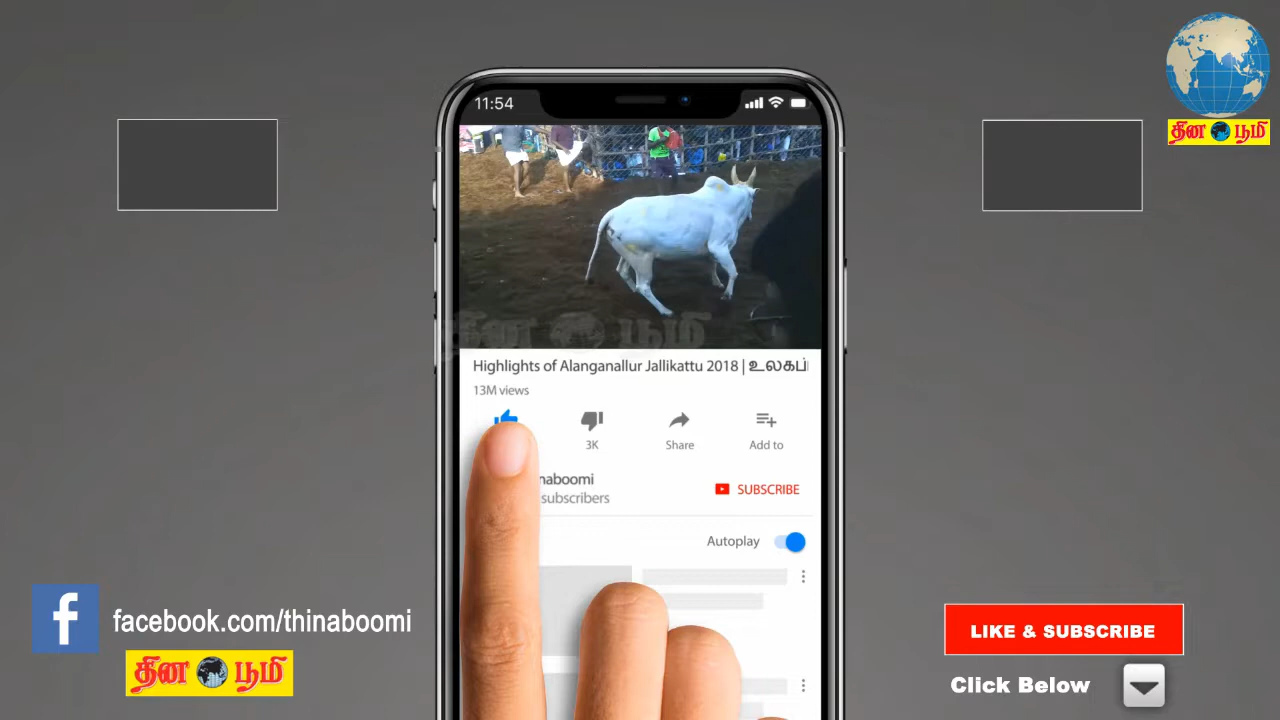 தின பூமி
11:54
தின பூமி
Highlights of Alanganallur Jallikattu 2018 | உலகப்
13M views
3K
Share
Add to
naboomi
subscribers
SUBSCRIBE
Autoplay
facebook.com/thinaboomi
தின பூமி
LIKE & SUBSCRIBE
Click Below